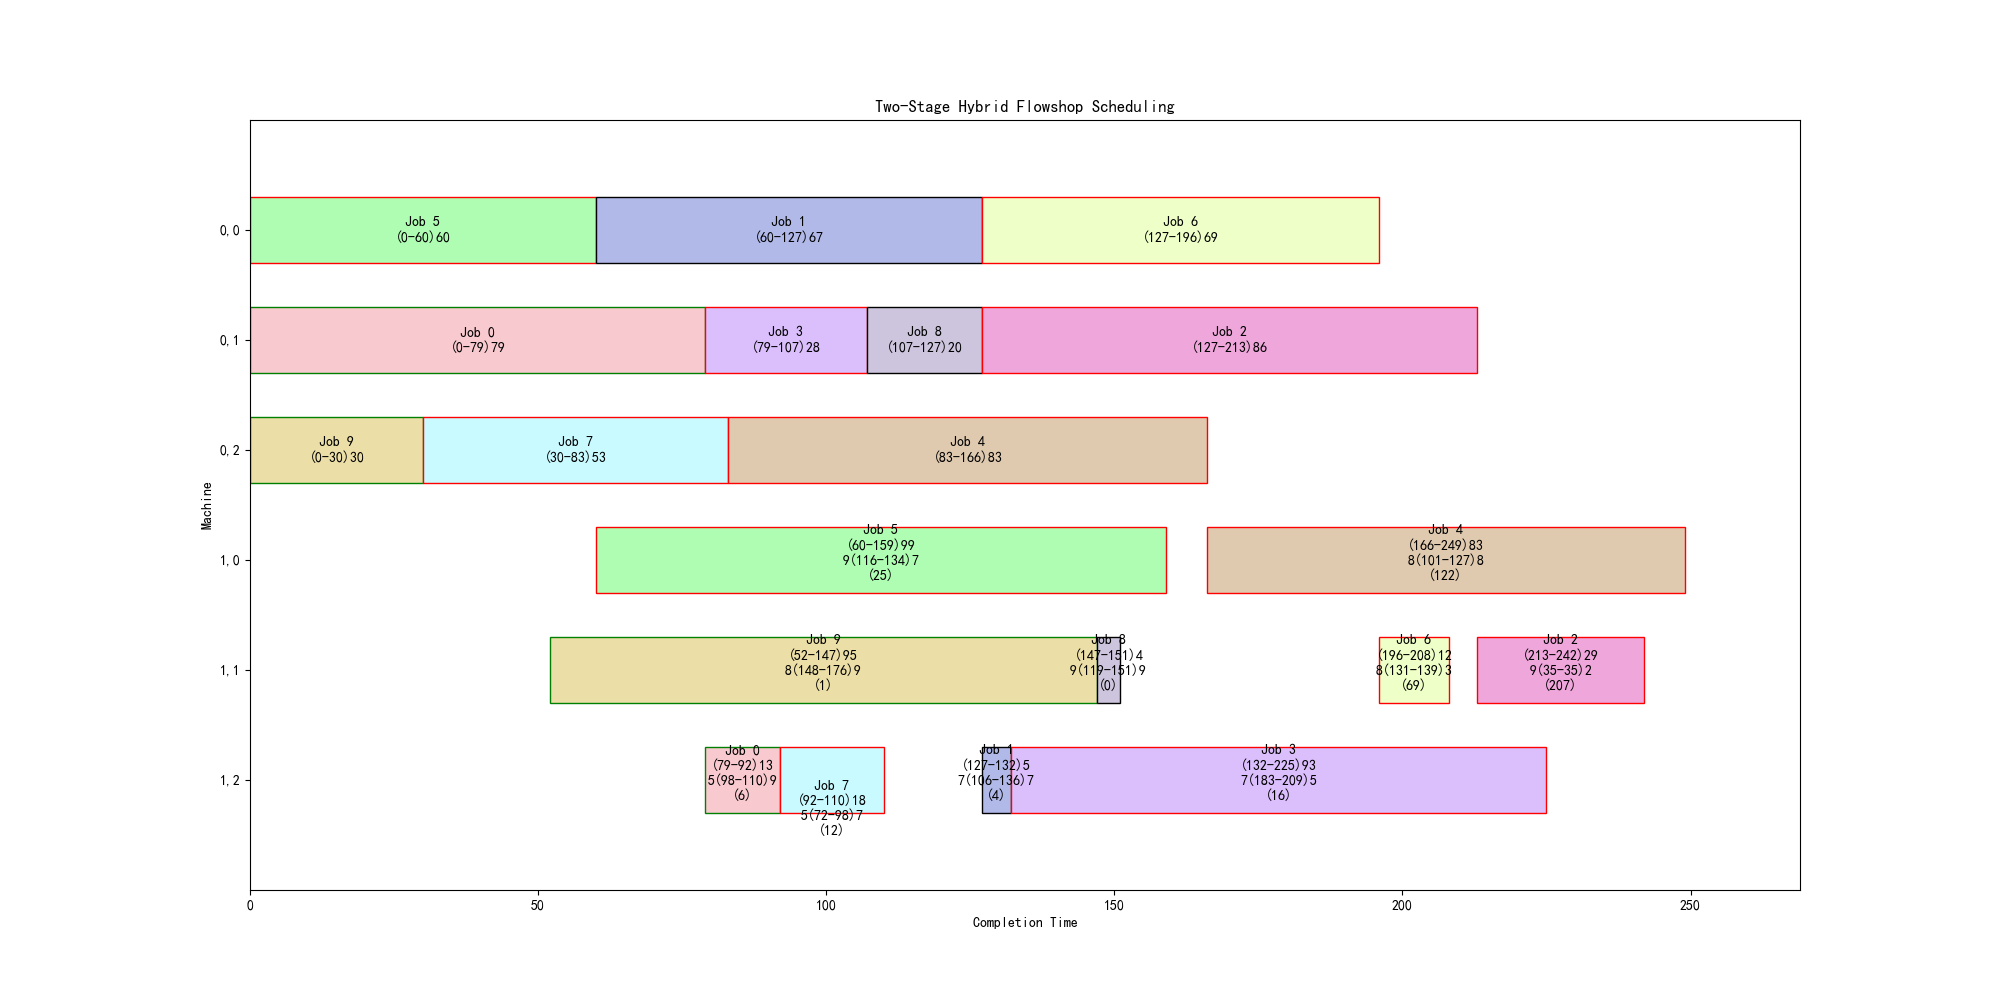 Two-Stage Hybrid Flowshop Scheduling
0,0
Job 5
(0-60)60
Job 1
(60-127)67
Job 6
(127-196)69
0,1
Job 0
(0-79)79
Job 3
(79-107)28
Job 8
(107-127)20
Job 2
(127-213)86
0,2
Job 9
(0-30)30
Job 7
(30-83)53
Job 4
(83-166)83
Machine
1,0
Job 5
(60-159)99
9(116-134)7
(25)
Job 4
(166-249)83
8(101-127)8
(122)
1,1
Job 9
(52-147)95
8(148-176)9
(1)
Job 8
(147-151)4
9(119-151)9
(0)
Job 6
(196-208)12
8(131-139)3
(69)
Job 2
(213-242)29
9(35-35)2
(207)
1,2
Job 0
(79-92)13
5(98-110)9
(6)
Job 7
(92-110)18
5(72-98)7
(12)
Job 1
(127-132)5
7(106-136)7
(4)
Job 3
(132-225)93
7(183-209)5
(16)
0
50
100
150
200
250
Completion Time